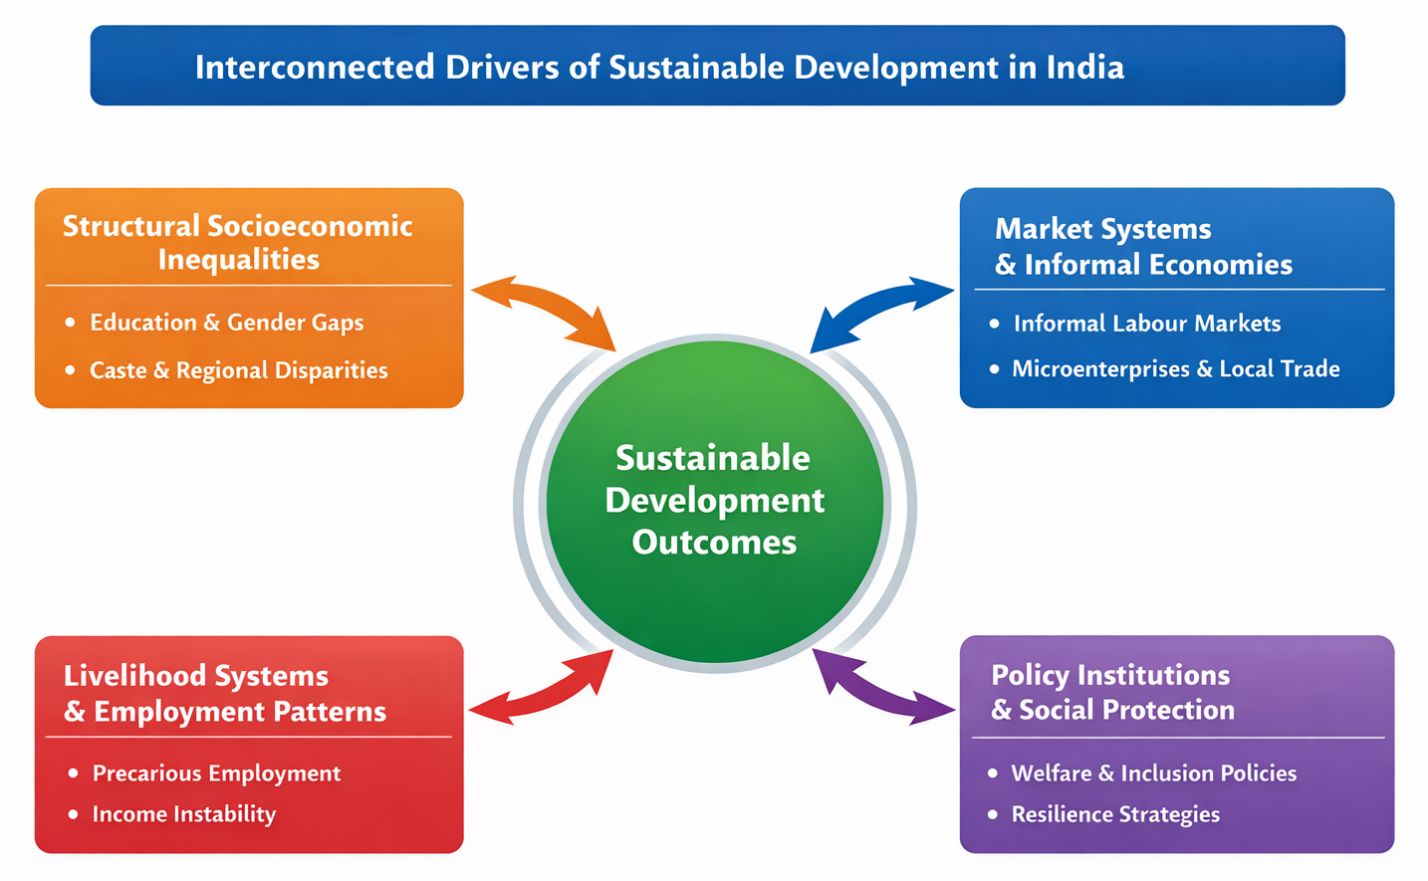 Interconnected Drivers of Sustainable Development in India
Structural Socioeconomic
Inequalities
• Education & Gender Gaps
• Caste & Regional Disparities
Market Systems
& Informal Economies
• Informal Labour Markets
• Microenterprises & Local Trade
Sustainable
Development
Outcomes
Livelihood Systems
& Employment Patterns
• Precarious Employment
• Income Instability
Policy Institutions
& Social Protection
• Welfare & Inclusion Policies
• Resilience Strategies